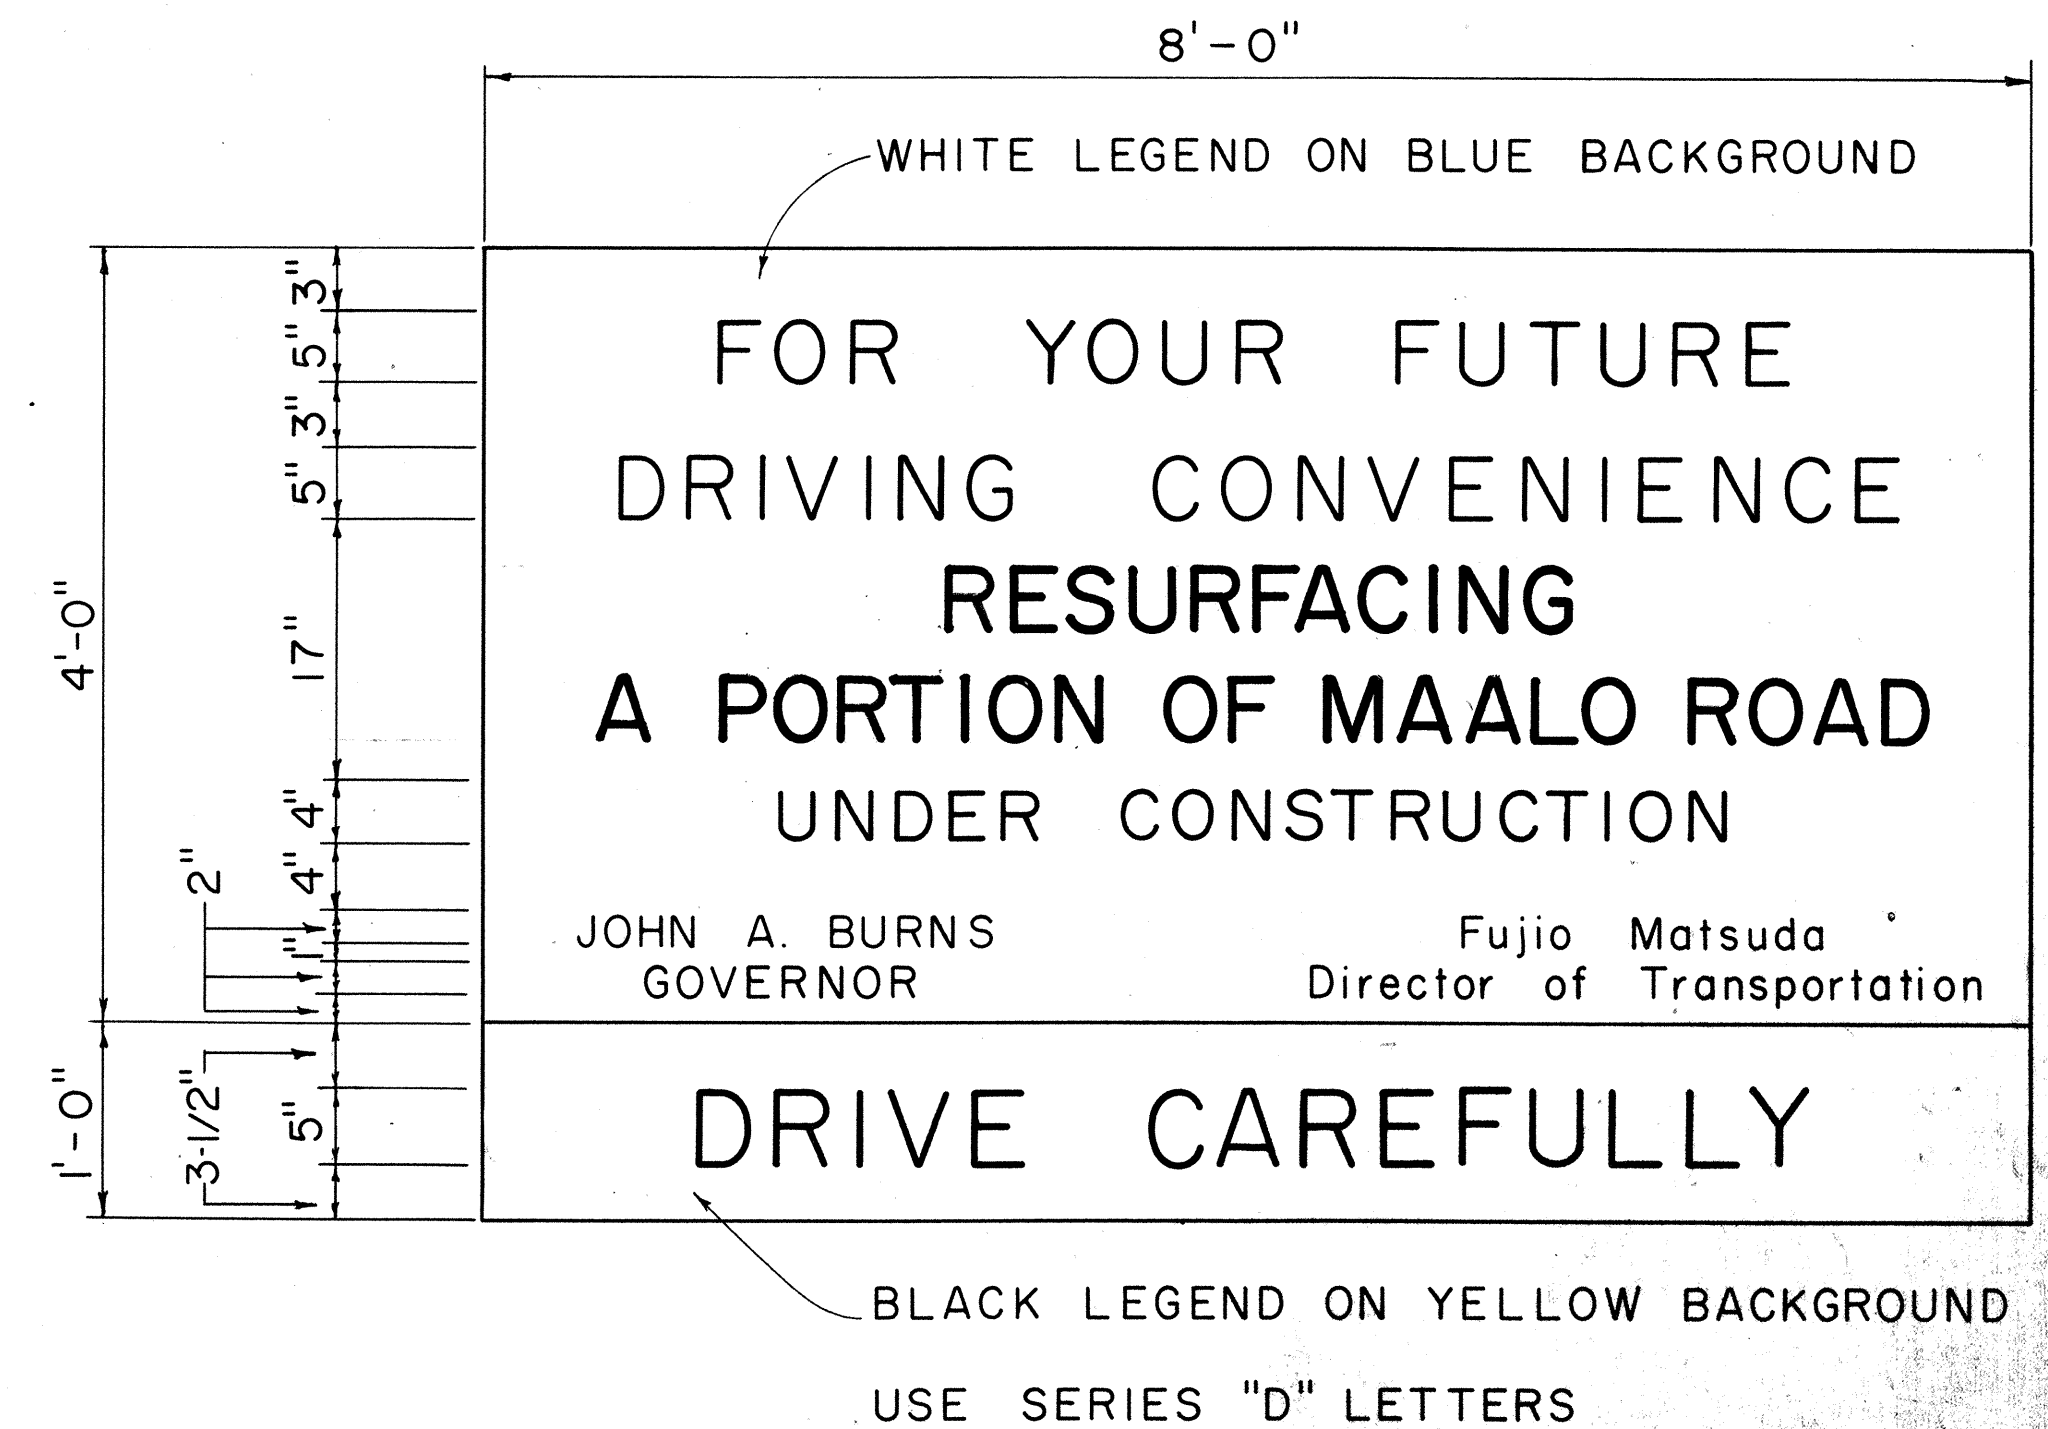 8'-0"
WHITE LEGEND ON BLUE BACKGROUND
3"
5"
3"
5"
17"
4"
4"
2"
1"
4'-0"
FOR YOUR FUTURE
DRIVING CONVENIENCE
RESURFACING
A PORTION OF MAALO ROAD
UNDER CONSTRUCTION
JOHN A. BURNS
GOVERNOR
Fujio Matsuda
Director of Transportation
1'-0"
3-1/2"
5"
DRIVE CAREFULLY
BLACK LEGEND ON YELLOW BACKGROUND
USE SERIES "D" LETTERS